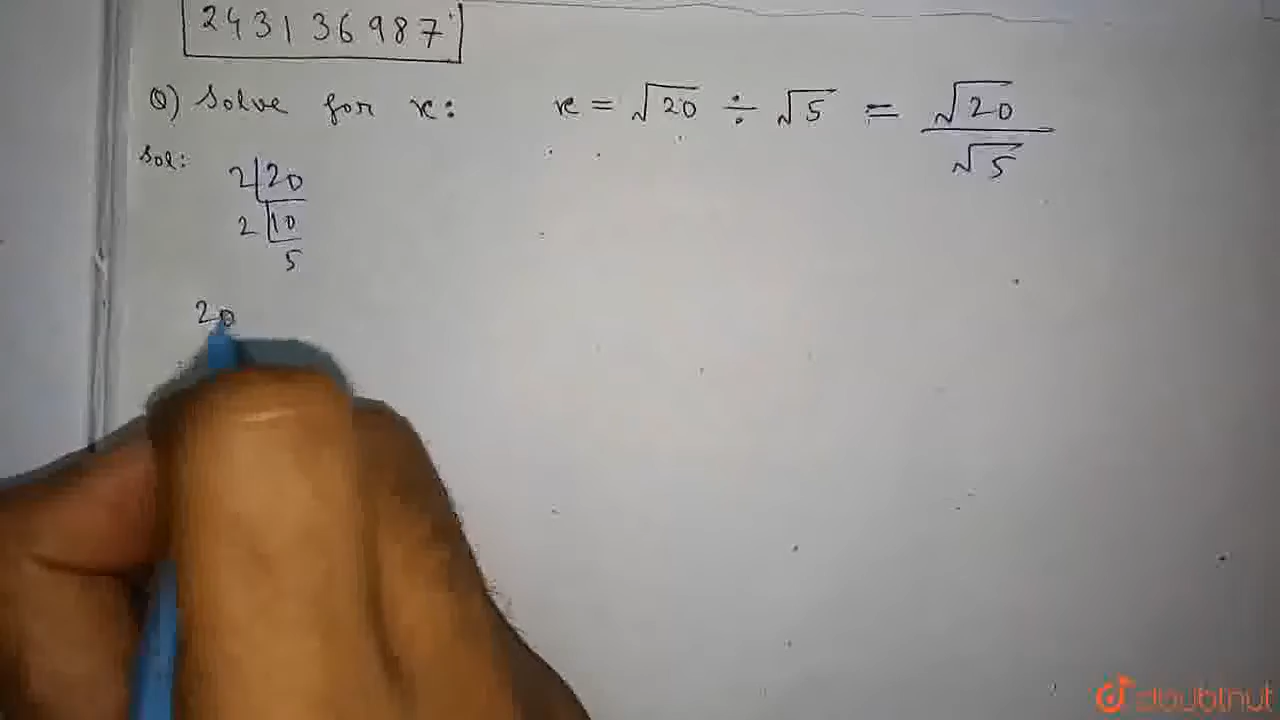 243136987
Q) Solve for x: x = √20 ÷ √5 = √20 / √5
Sol:
2|20
2|10
5
20
doubtnut